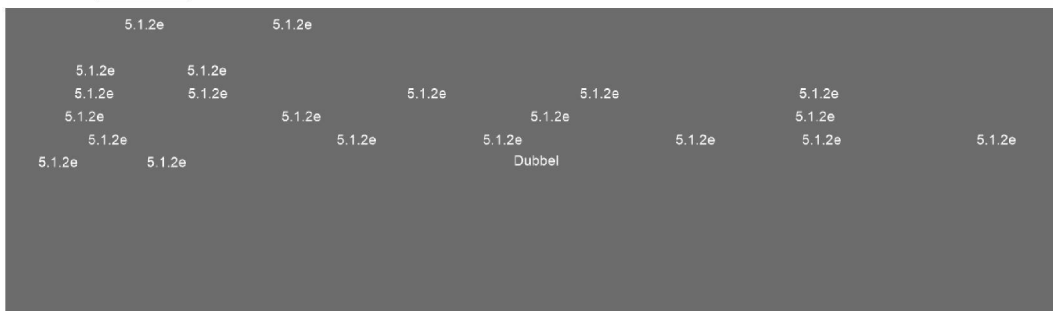 5.1.2e 5.1.2e
5.1.2e 5.1.2e
5.1.2e 5.1.2e 5.1.2e 5.1.2e 5.1.2e
5.1.2e 5.1.2e 5.1.2e 5.1.2e
5.1.2e 5.1.2e 5.1.2e 5.1.2e 5.1.2e 5.1.2e
5.1.2e 5.1.2e Dubbel